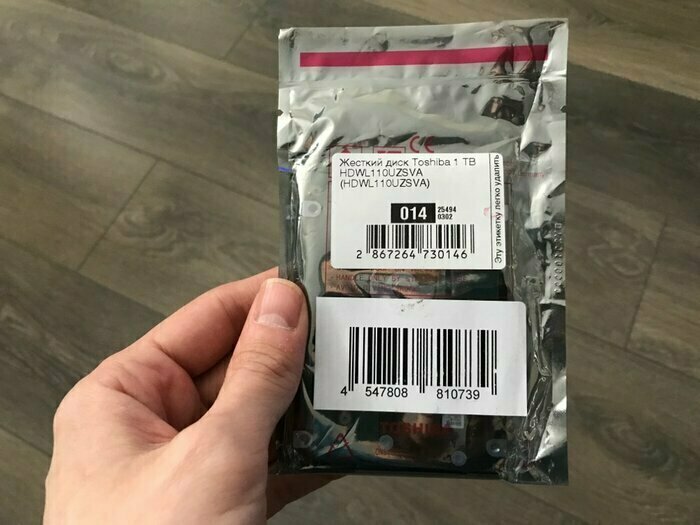 Жесткий диск Toshiba 1 TB
HDWL110UZSVA
(HDWL110UZSVA)
014 25494
0302
2 867264 730146
Эту этикетку легко удалить
4 547808 810739
TOSHIBA